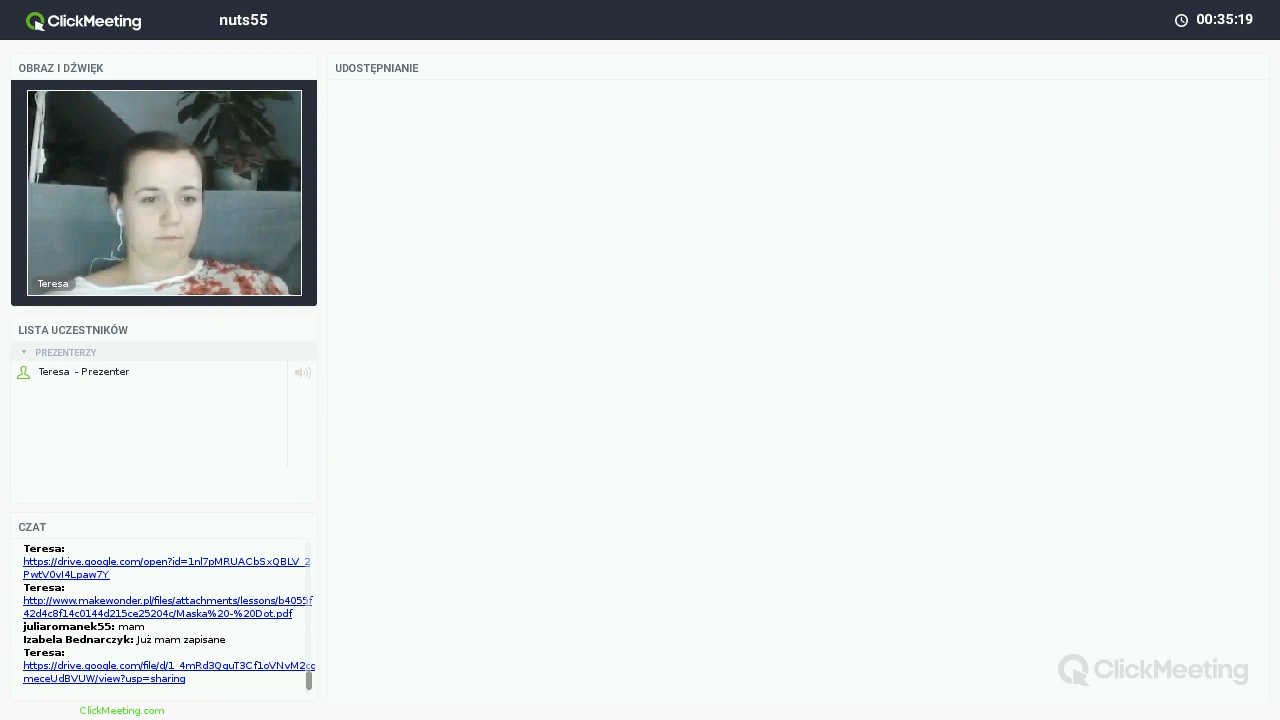 ClickMeeting
nuts55
00:35:19
OBRAZ I DŹWIĘK
Teresa
LISTA UCZESTNIKÓW
PREZENTERZY
Teresa - Prezenter
CZAT
Teresa:
https://drive.google.com/open?id=1nl7pMRUACbSxQBLV_2
PwtV0vI4Lpaw7Y
Teresa:
http://www.makewonder.pl/files/attachments/lessons/b4055f
42d4c8f14c0144d215ce25204c/Maska%20-%20Dot.pdf
juliaromanek55: mam
Izabela Bednarczyk: Już mam zapisane
Teresa:
https://drive.google.com/file/d/1_4mRd3QguT3Cf1oVNvM2cg
meceUdBVUW/view?usp=sharing
ClickMeeting.com
UDOSTĘPNIANIE
ClickMeeting